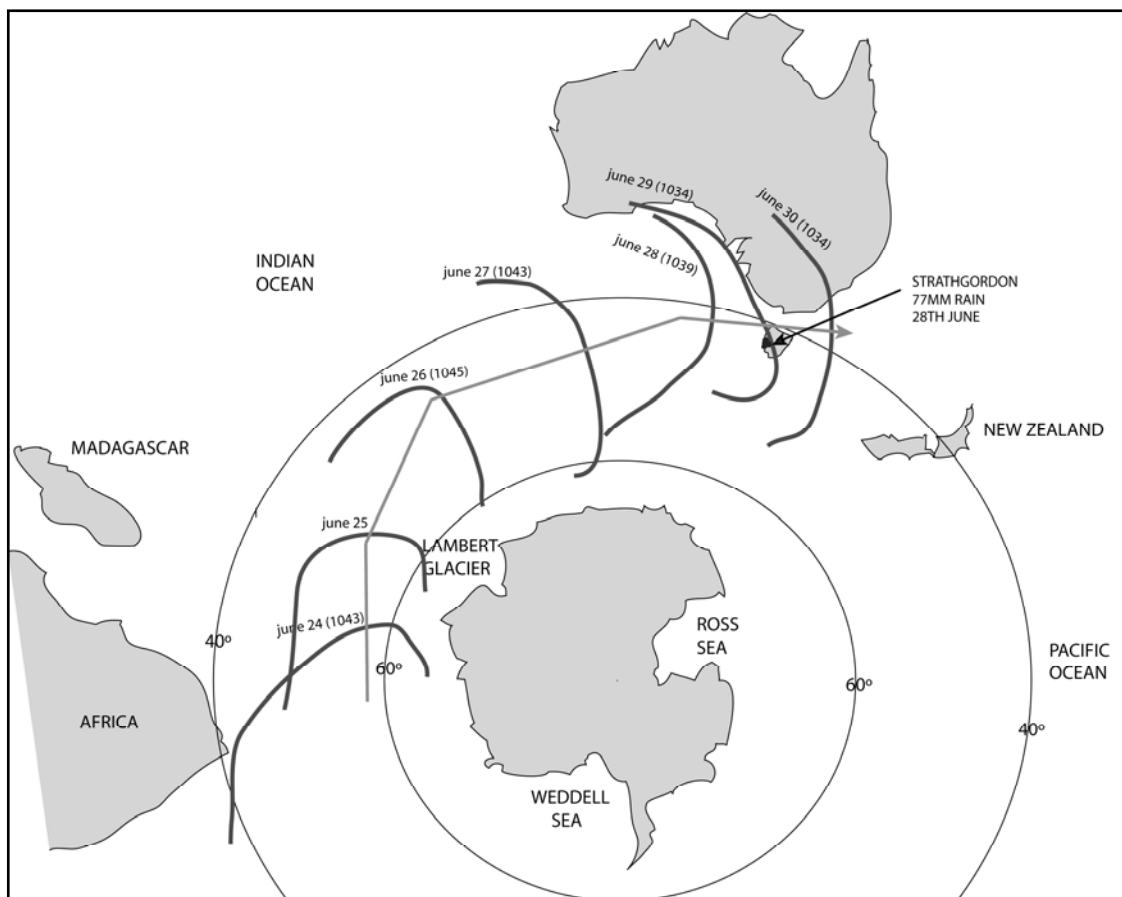 june 29 (1034)
june 30 (1034)
june 28 (1039)
INDIAN
OCEAN
june 27 (1043)
STRATHGORDON
77MM RAIN
28TH JUNE
june 26 (1045)
MADAGASCAR
NEW ZEALAND
june 25
LAMBERT
GLACIER
june 24 (1043)
40º
60º
ROSS
SEA
PACIFIC
OCEAN
60º
40º
AFRICA
WEDDELL
SEA